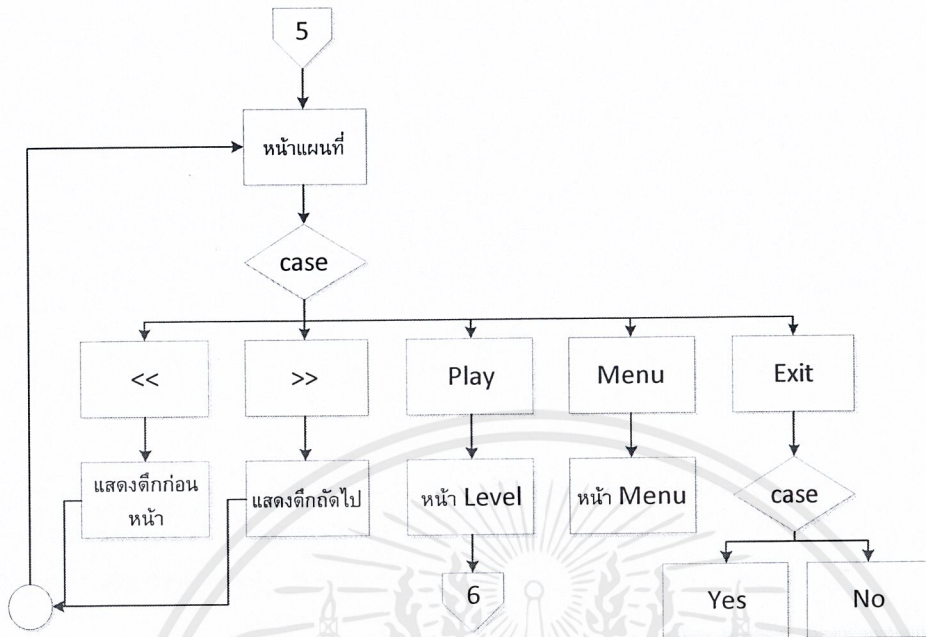 5
หน้าแผนที่
case
<<
>>
Play
Menu
Exit
แสดงตึกก่อน
หน้า
แสดงตึกถัดไป
หน้า Level
หน้า Menu
case
6
Yes
No